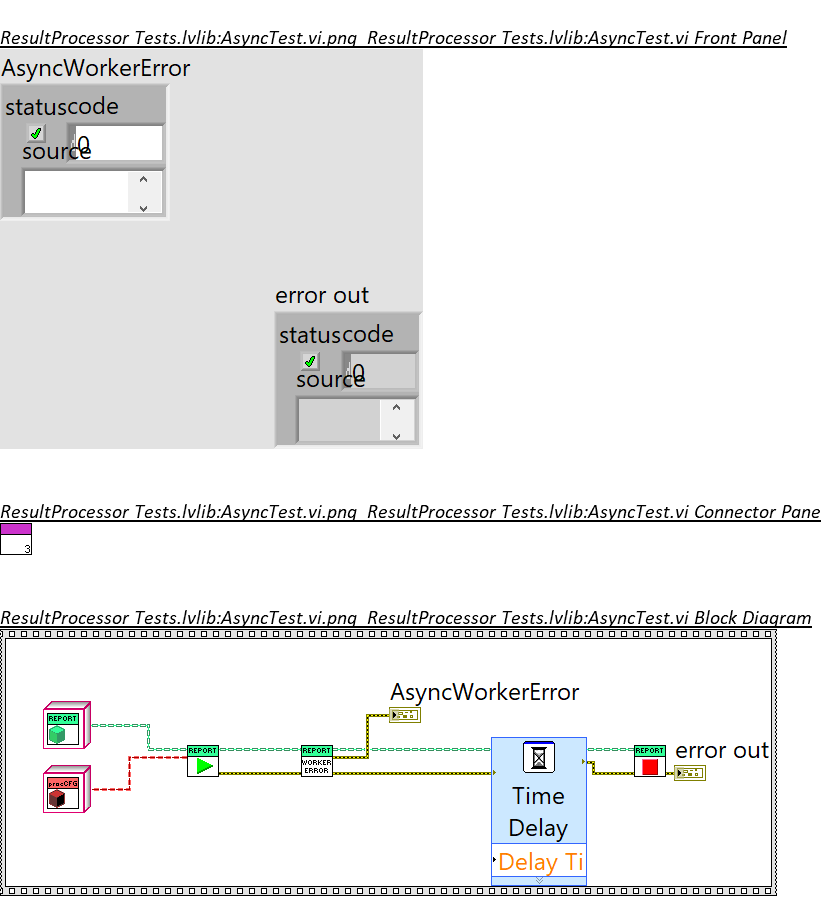 ResultProcessor Tests.lvlib:AsyncTest.vi.png ResultProcessor Tests.lvlib:AsyncTest.vi Front Panel
AsyncWorkerError
status code
0
source
error out
status code
0
source
ResultProcessor Tests.lvlib:AsyncTest.vi.png ResultProcessor Tests.lvlib:AsyncTest.vi Connector Pane
3
ResultProcessor Tests.lvlib:AsyncTest.vi.png ResultProcessor Tests.lvlib:AsyncTest.vi Block Diagram
AsyncWorkerError
REPORT
REPORT
REPORT
WORKER
ERROR
REPORT
error out
procCFG
Time
Delay
Delay Ti